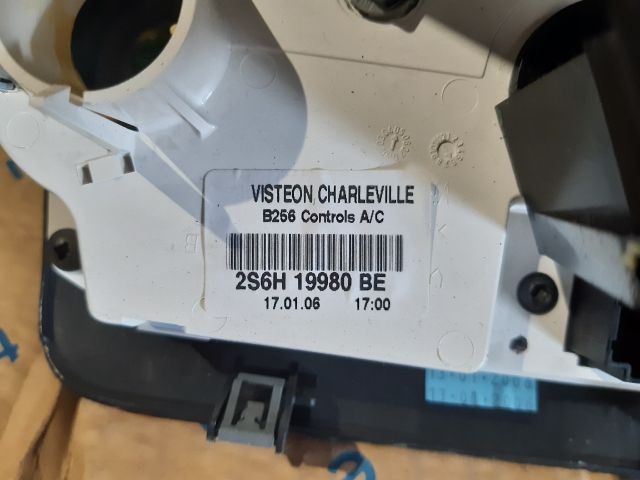 VISTEON CHARLEVILLE
B256 Controls A/C
2S6H 19980 BE
17.01.06 17:00